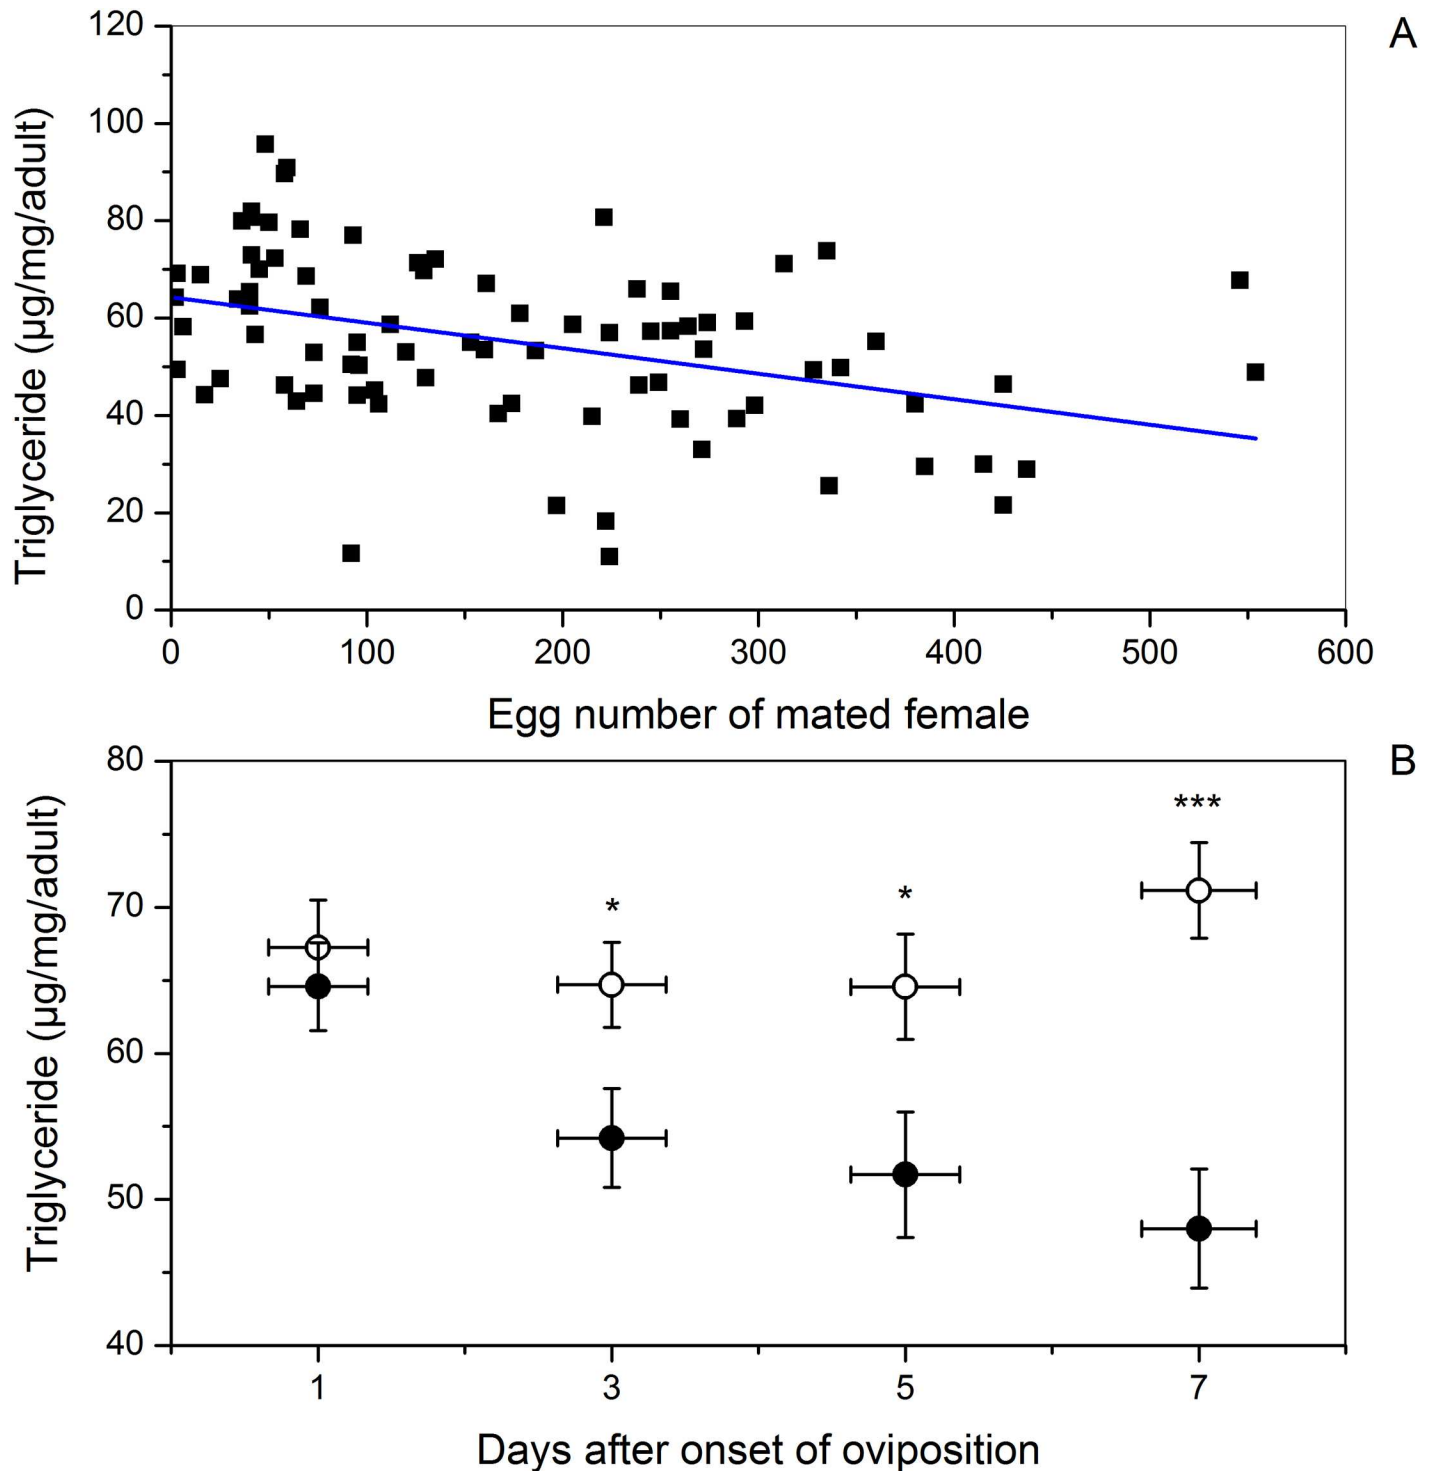 A
Triglyceride (µg/mg/adult)
120
100
80
60
40
20
0
0 100 200 300 400 500 600
Egg number of mated female
B
Triglyceride (µg/mg/adult)
80
70
60
50
40
* * ***
1 3 5 7
Days after onset of oviposition